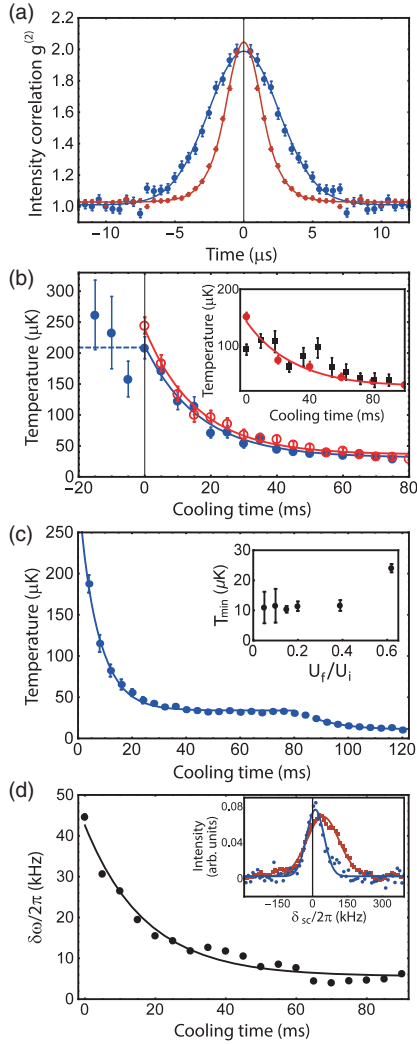 (a)
Intensity correlation g(2)
2.0
1.8
1.6
1.4
1.2
1.0
−10 −5 0 5 10
Time (μs)
(b)
Temperature (μK)
300
250
200
150
100
50
0
−20 −10 0 10 20 30 40 50 60 70 80
Cooling time (ms)
Temperature (μK)
100
0
0 40 80
Cooling time (ms)
(c)
Temperature (μK)
250
200
150
100
50
0
0 20 40 60 80 100 120
Cooling time (ms)
Tmin (μK)
30
20
10
0
0 0.2 0.4 0.6
Uf/Ui
(d)
δω/2π (kHz)
50
40
30
20
10
0
0 20 40 60 80
Cooling time (ms)
Intensity (arb. units)
0.08
0.04
0
−150 0 150 300
δsc/2π (kHz)